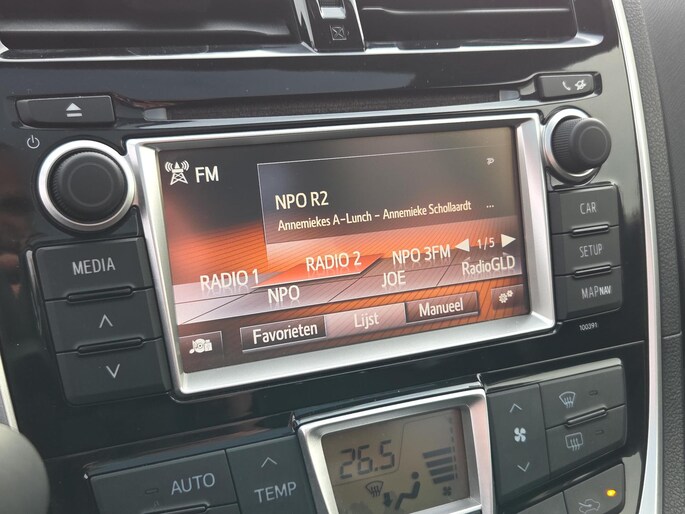 FM
NPO R2
Annemiekes A-Lunch - Annemieke Schollaardt ...
RADIO 1 RADIO 2 NPO 3FM 1/5
NPO JOE RadioGLD
Favorieten Lijst Manueel
MEDIA
CAR
SETUP
MAP NAV
100291
26.5
AUTO
TEMP